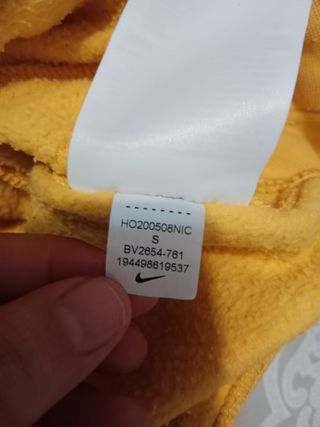 --------
HO200508NIC
S
BV2654-761
194498619537